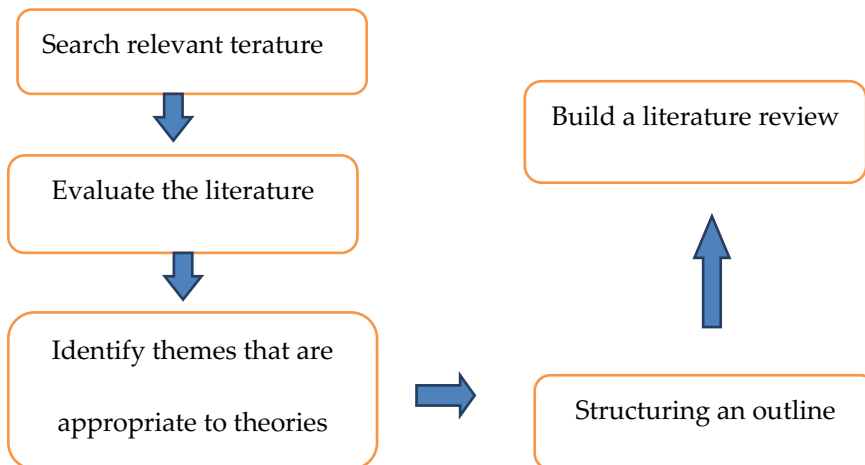 Search relevant terature
Evaluate the literature
Identify themes that are
appropriate to theories
Structuring an outline
Build a literature review